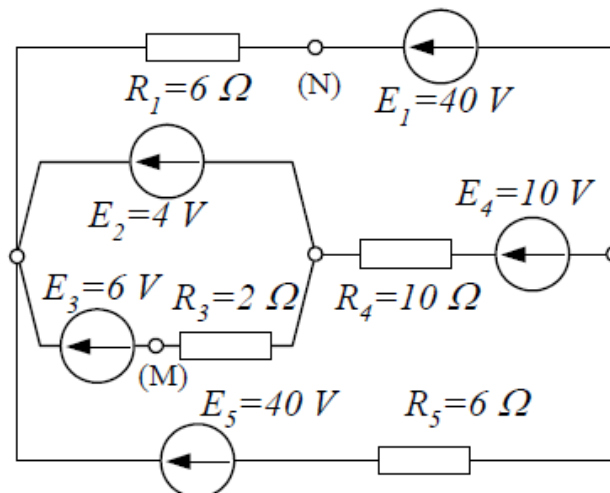 R₁=6 Ω
(N)
E₁=40 V
E₂=4 V
E₄=10 V
E₃=6 V
R₃=2 Ω
R₄=10 Ω
(M)
E₅=40 V
R₅=6 Ω